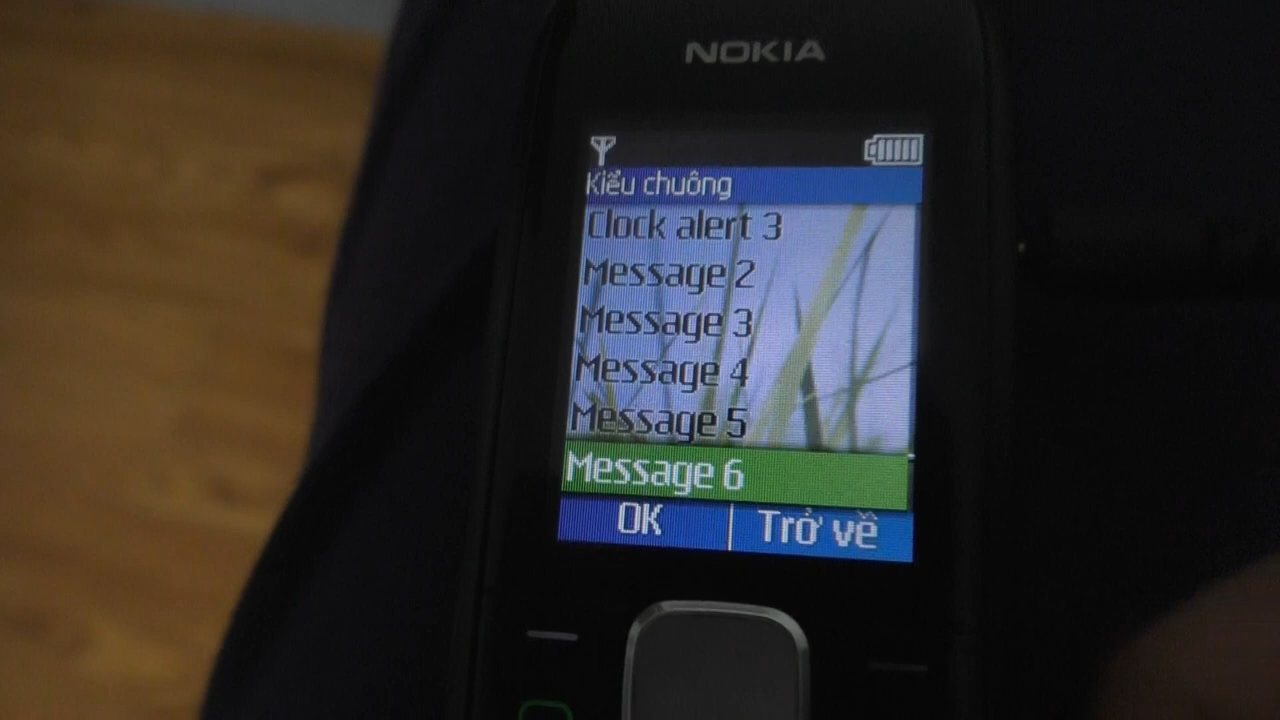 NOKIA
Kiểu chuông
Clock alert 3
Message 2
Message 3
Message 4
Message 5
Message 6
OK
Trở về